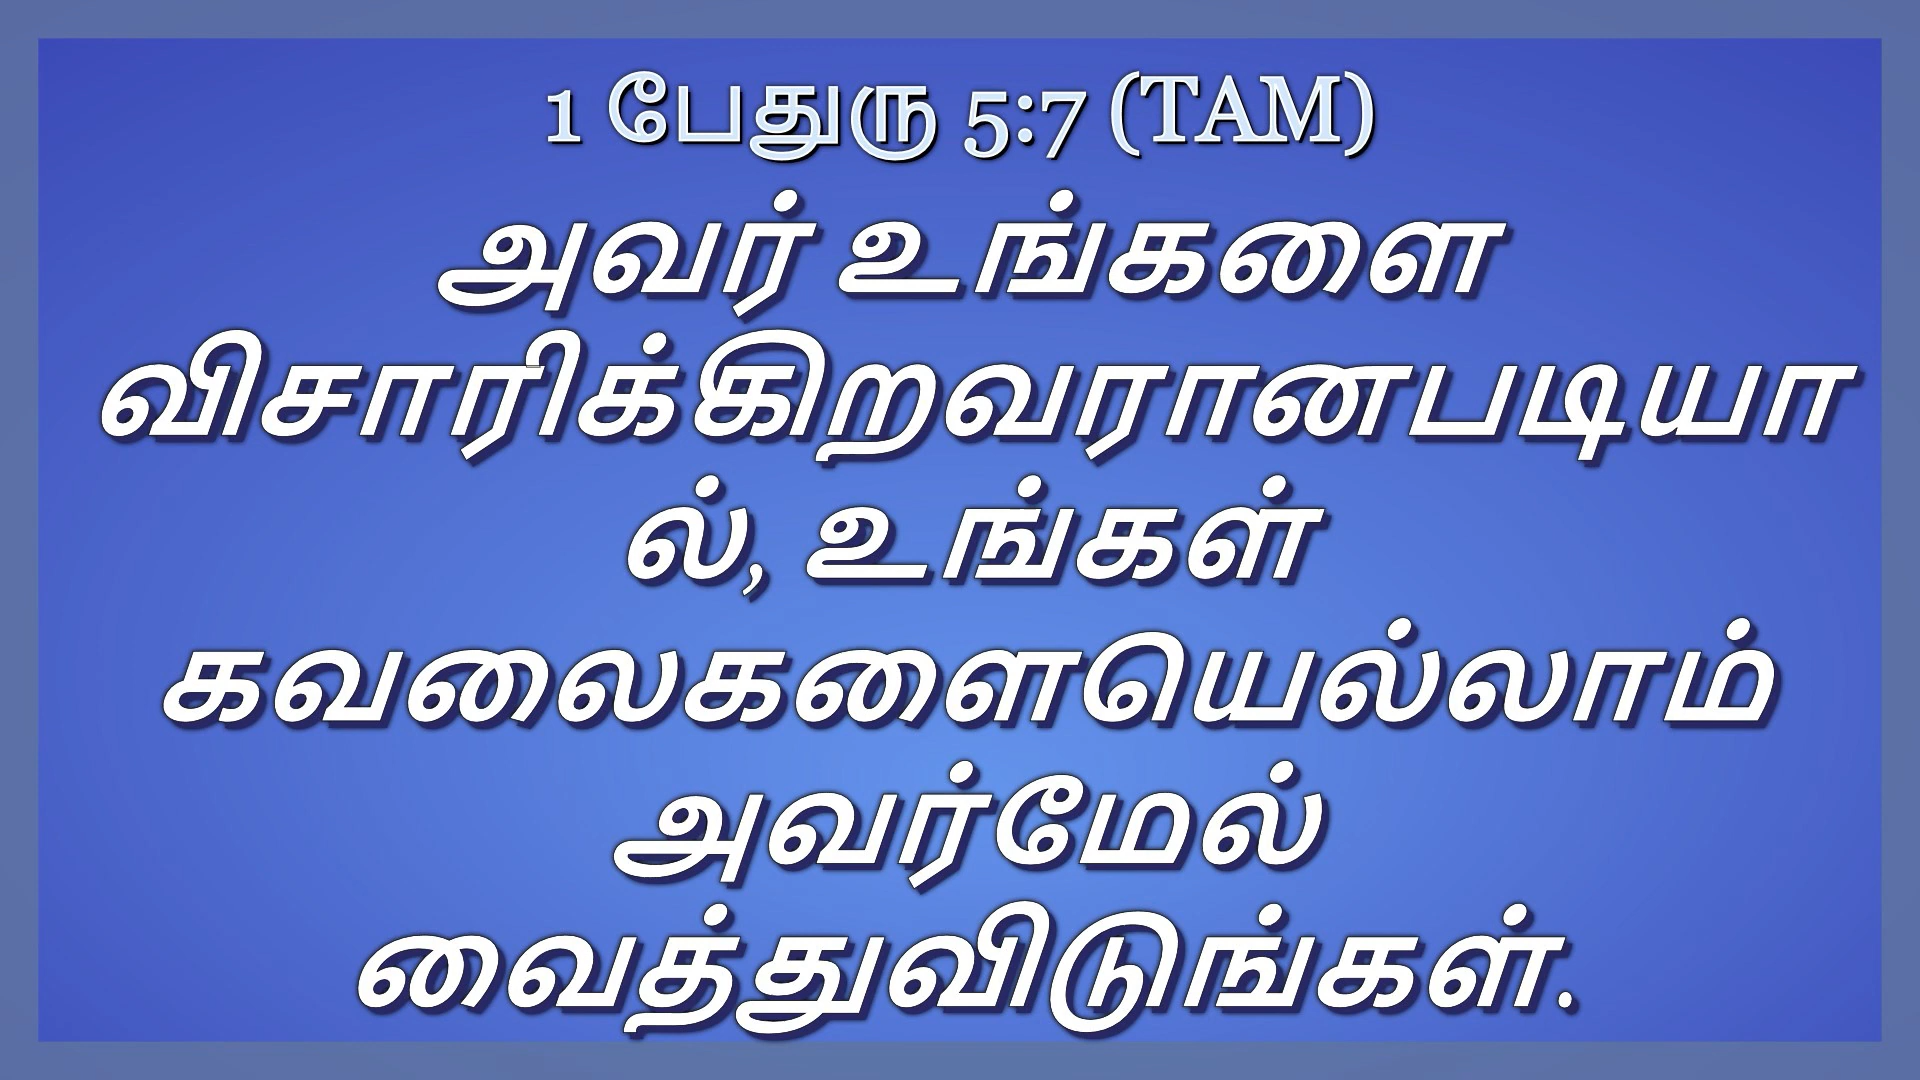 1 பேதுரு 5:7 (TAM)
அவர் உங்களை
விசாரிக்கிறவரானபடியா
ல், உங்கள்
கவலைகளையெல்லாம்
அவர்மேல்
வைத்துவிடுங்கள்.